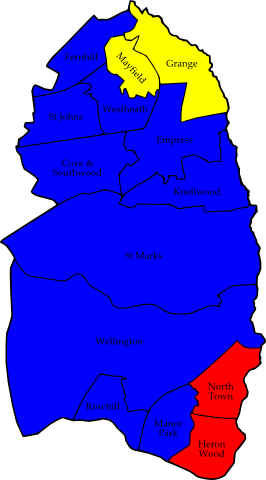 Fernhill
Mayfield
Grange
St Johns
Westheath
Empress
Cove &
Southwood
Knellwood
St Marks
Wellington
North
Town
Rowhill
Manor
Park
Heron
Wood